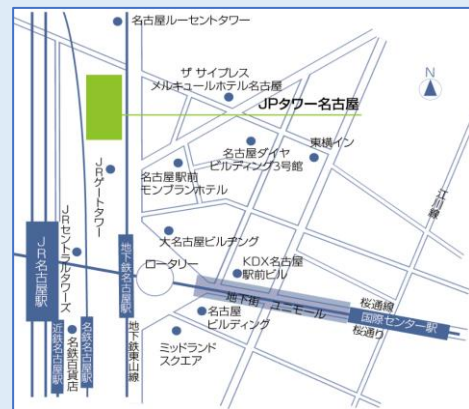 名古屋ルーセントタワー
ザ サイプレス
メルキュールホテル名古屋
N
JPタワー名古屋
名古屋ダイヤ
ビルディング3号館
東横イン
江川線
JRゲートタワー
名古屋駅前
モンブランホテル
大名古屋ビルヂング
JRセントラルタワーズ
JR名古屋駅
地下鉄名古屋駅
ロータリー
KDX名古屋
駅前ビル
地下街 ユニモール
桜通線
国際センター駅
桜通り
近鉄名古屋駅
名鉄百貨店
名鉄名古屋駅
地下鉄東山線
名古屋
ビルディング
ミッドランド
スクエア